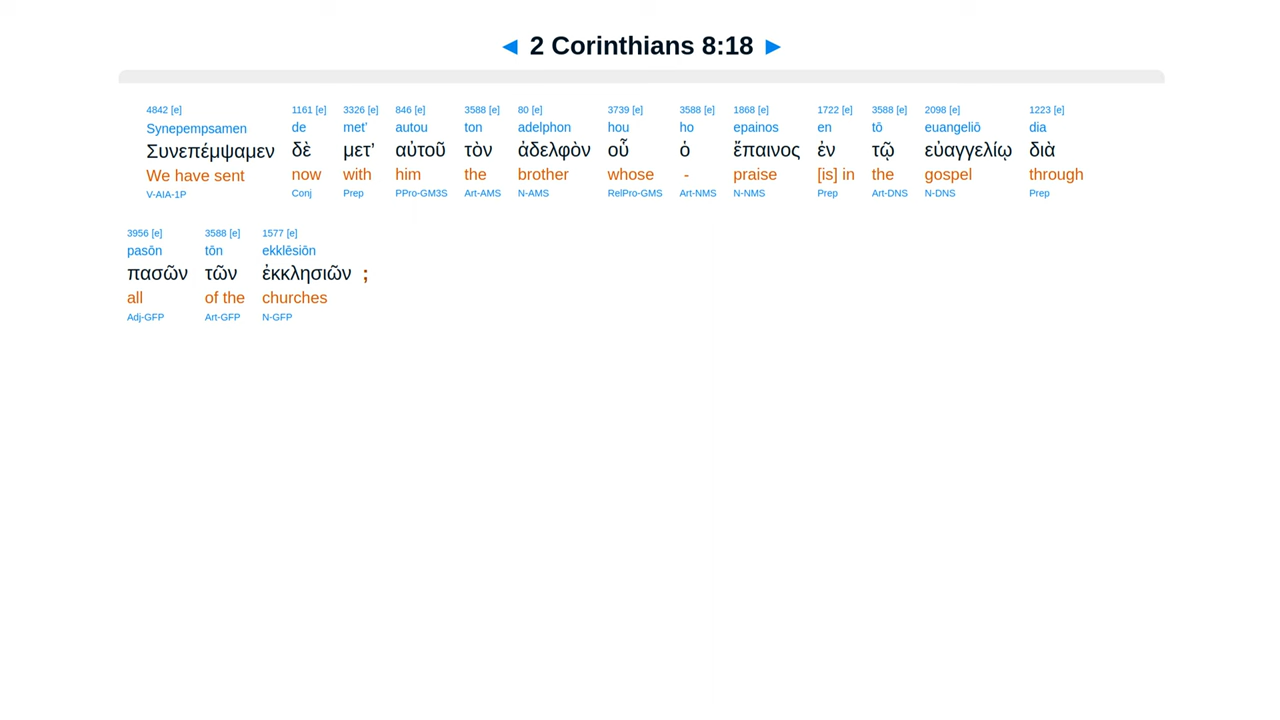 ◄ 2 Corinthians 8:18 ►
4842 [e] 1161 [e] 3326 [e] 846 [e] 3588 [e] 80 [e] 3739 [e] 3588 [e] 1868 [e] 1722 [e] 3588 [e] 2098 [e] 1223 [e]
Synepempsamen de met’ autou ton adelphon hou ho epainos en tō euangeliō dia
Συνεπέμψαμεν δὲ μετ’ αὐτοῦ τὸν ἀδελφὸν οὗ ὁ ἔπαινος ἐν τῷ εὐαγγελίῳ διὰ
We have sent now with him the brother whose - praise [is] in the gospel through
V-AIA-1P Conj Prep PPro-GM3S Art-AMS N-AMS RelPro-GMS Art-NMS N-NMS Prep Art-DNS N-DNS Prep
3956 [e] 3588 [e] 1577 [e]
pasōn tōn ekklēsiōn
πασῶν τῶν ἐκκλησιῶν ;
all of the churches
Adj-GFP Art-GFP N-GFP